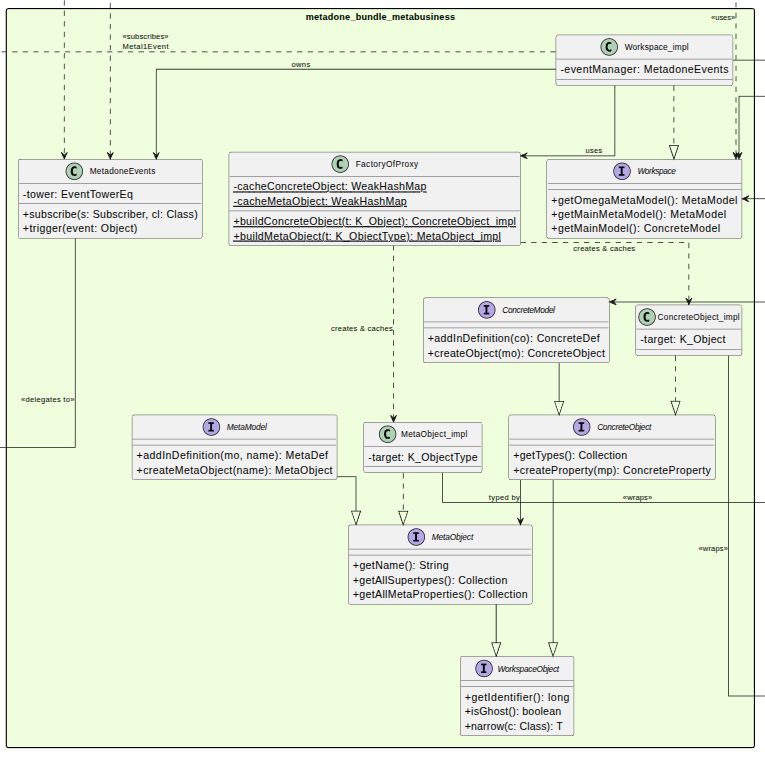 metadone_bundle_metabusiness
«uses»
«subscribes»
Metal1Event
C Workspace_impl
-eventManager: MetadoneEvents
owns
uses
C MetadoneEvents
-tower: EventTowerEq
+subscribe(s: Subscriber, cl: Class)
+trigger(event: Object)
C FactoryOfProxy
-cacheConcreteObject: WeakHashMap
-cacheMetaObject: WeakHashMap
+buildConcreteObject(t: K_Object): ConcreteObject_impl
+buildMetaObject(t: K_ObjectType): MetaObject_impl
I Workspace
+getOmegaMetaModel(): MetaModel
+getMainMetaModel(): MetaModel
+getMainModel(): ConcreteModel
creates & caches
I ConcreteModel
+addInDefinition(co): ConcreteDef
+createObject(mo): ConcreteObject
C ConcreteObject_impl
-target: K_Object
creates & caches
«delegates to»
I MetaModel
+addInDefinition(mo, name): MetaDef
+createMetaObject(name): MetaObject
C MetaObject_impl
-target: K_ObjectType
I ConcreteObject
+getTypes(): Collection
+createProperty(mp): ConcreteProperty
typed by
«wraps»
I MetaObject
+getName(): String
+getAllSupertypes(): Collection
+getAllMetaProperties(): Collection
«wraps»
I WorkspaceObject
+getIdentifier(): long
+isGhost(): boolean
+narrow(c: Class): T